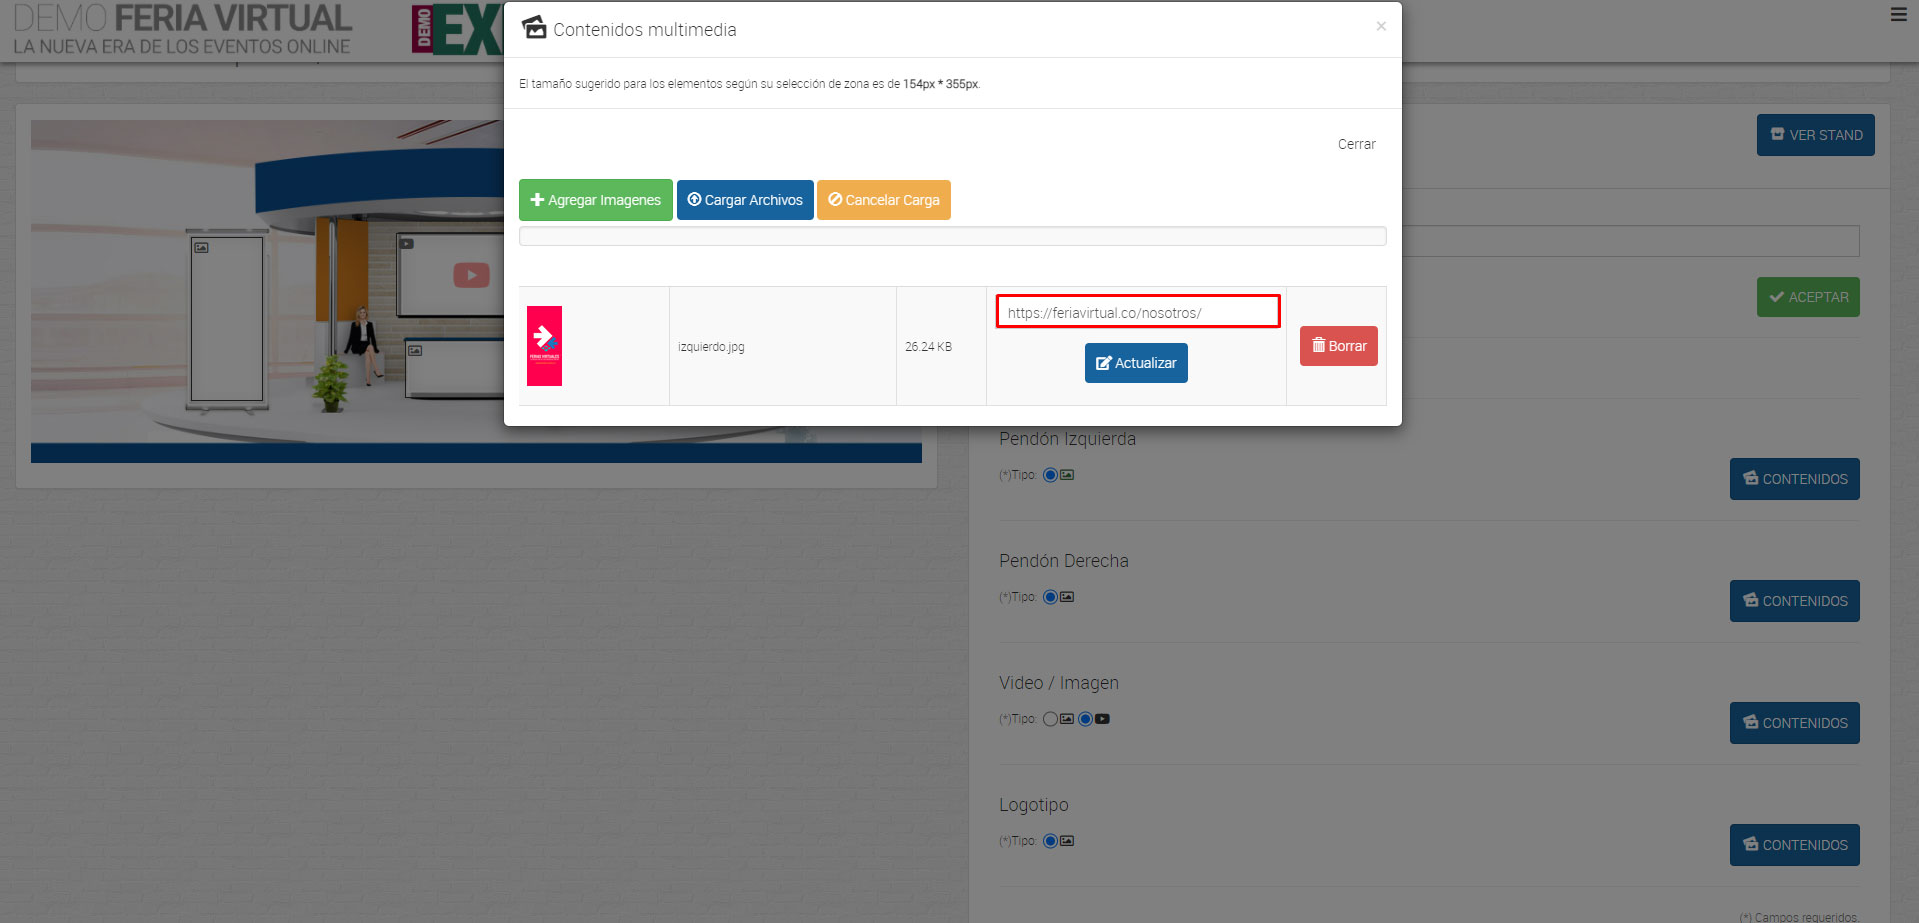 DEMO FERIA VIRTUAL
LA NUEVA ERA DE LOS EVENTOS ONLINE
DEMO
EX
Contenidos multimedia
×
El tamaño sugerido para los elementos según su selección de zona es de 154px * 355px.
Cerrar
Agregar Imagenes
Cargar Archivos
Cancelar Carga
FERIAS VIRTUALES
izquierdo.jpg
26.24 KB
https://feriavirtual.co/nosotros/
Actualizar
Borrar
VER STAND
ACEPTAR
Pendón Izquierda
(*)Tipo:
CONTENIDOS
Pendón Derecha
(*)Tipo:
CONTENIDOS
Video / Imagen
(*)Tipo:
CONTENIDOS
Logotipo
(*)Tipo:
CONTENIDOS
(*) Campos requeridos.